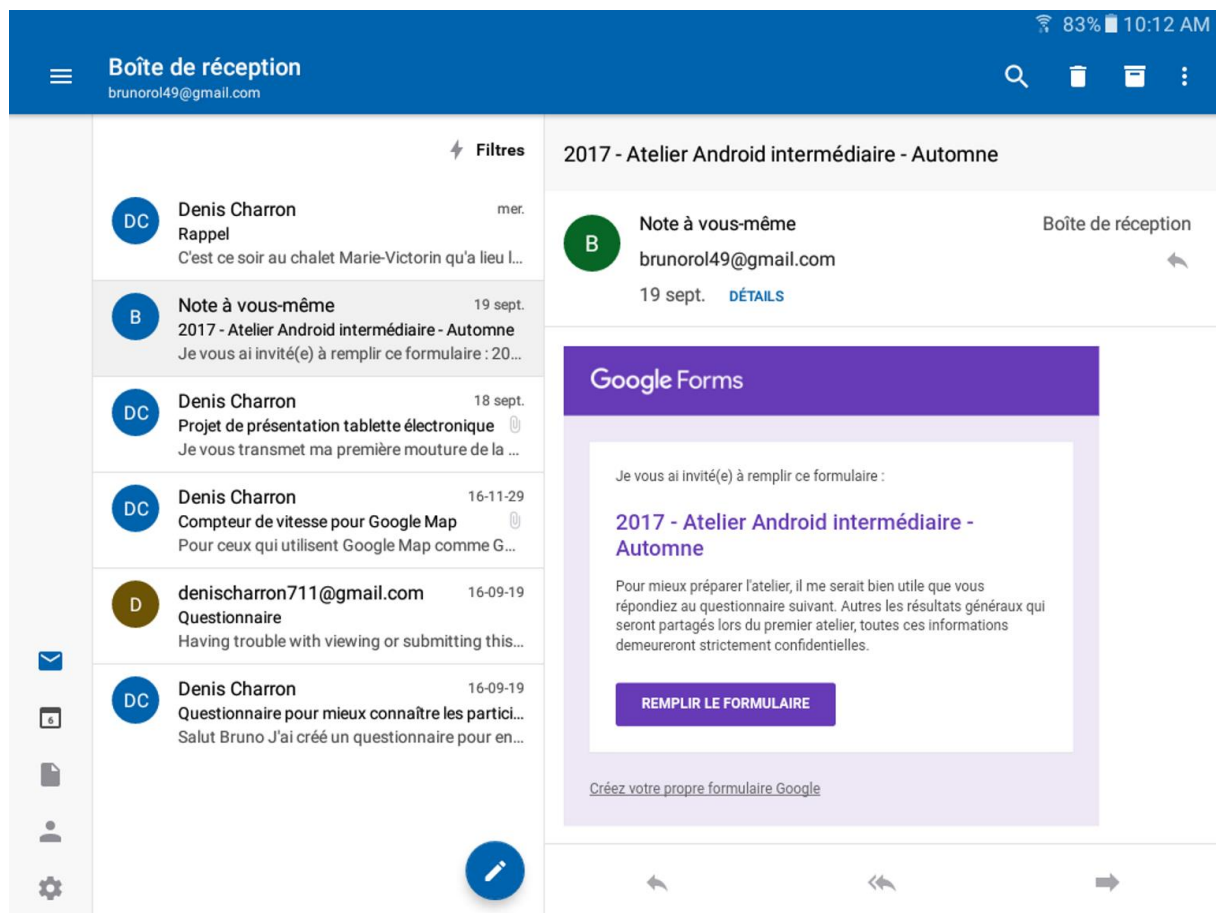 83% 10:12 AM
Boîte de réception
brunorol49@gmail.com
Filtres
DC
Denis Charron
mer.
Rappel
C'est ce soir au chalet Marie-Victorin qu'a lieu l...
B
Note à vous-même
19 sept.
2017 - Atelier Android intermédiaire - Automne
Je vous ai invité(e) à remplir ce formulaire : 20...
DC
Denis Charron
18 sept.
Projet de présentation tablette électronique
Je vous transmet ma première mouture de la ...
DC
Denis Charron
16-11-29
Compteur de vitesse pour Google Map
Pour ceux qui utilisent Google Map comme G...
D
denischarron711@gmail.com
16-09-19
Questionnaire
Having trouble with viewing or submitting this...
DC
Denis Charron
16-09-19
Questionnaire pour mieux connaître les partici...
Salut Bruno J'ai créé un questionnaire pour en...
6
2017 - Atelier Android intermédiaire - Automne
B
Note à vous-même
Boîte de réception
brunorol49@gmail.com
19 sept. DÉTAILS
Google Forms
Je vous ai invité(e) à remplir ce formulaire :
2017 - Atelier Android intermédiaire -
Automne
Pour mieux préparer l'atelier, il me serait bien utile que vous
répondiez au questionnaire suivant. Autres les résultats généraux qui
seront partagés lors du premier atelier, toutes ces informations
demeureront strictement confidentielles.
REMPLIR LE FORMULAIRE
Créez votre propre formulaire Google